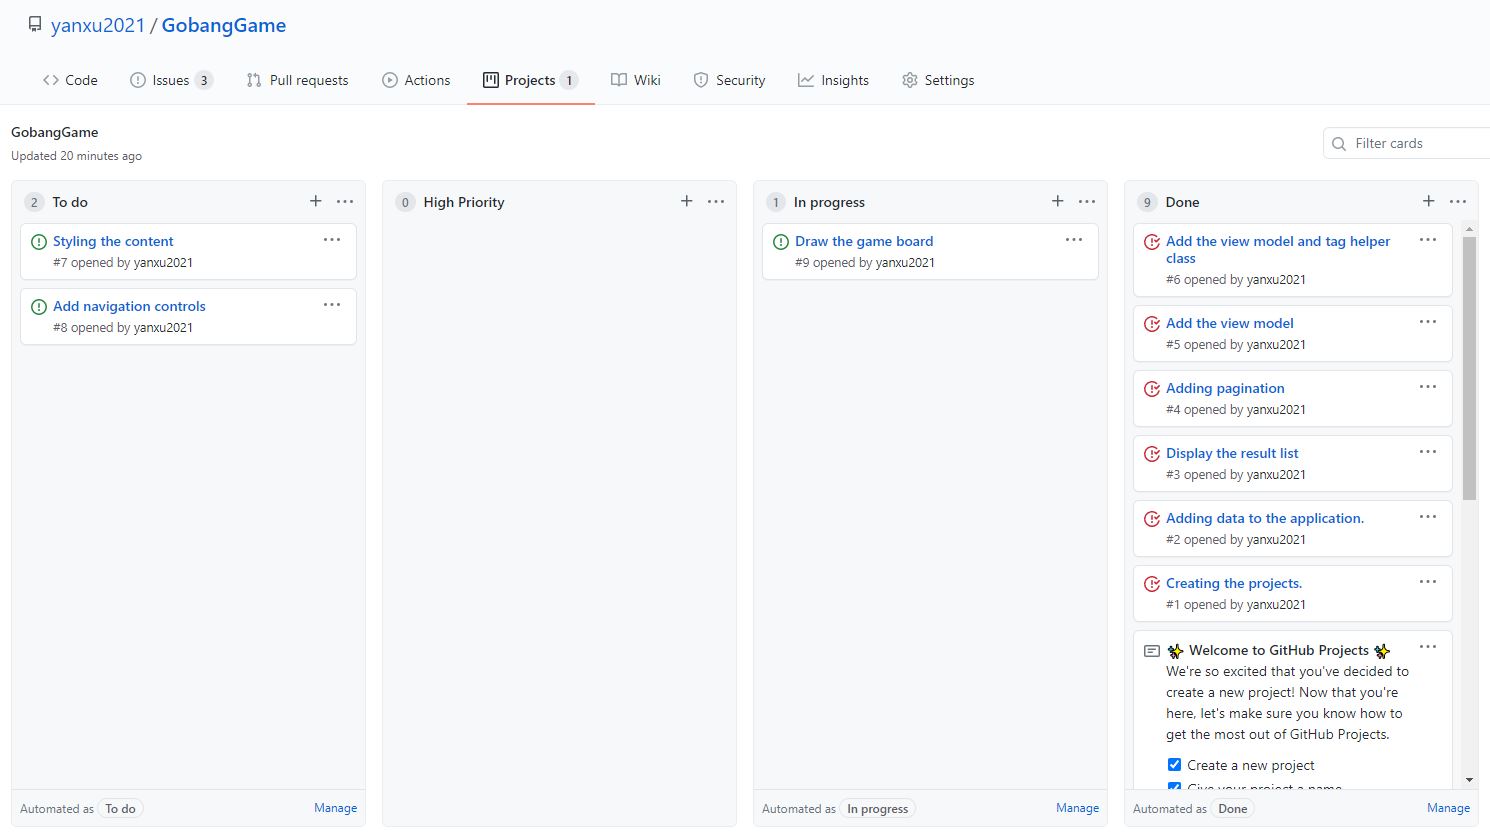 yanxu2021 / GobangGame
Code Issues 3 Pull requests Actions Projects 1 Wiki Security Insights Settings
GobangGame
Updated 20 minutes ago
Filter cards
2 To do + ...
Styling the content ...
#7 opened by yanxu2021
Add navigation controls ...
#8 opened by yanxu2021
Automated as To do Manage
0 High Priority + ...
1 In progress + ...
Draw the game board ...
#9 opened by yanxu2021
Automated as In progress Manage
9 Done + ...
Add the view model and tag helper ...
class
#6 opened by yanxu2021
Add the view model ...
#5 opened by yanxu2021
Adding pagination ...
#4 opened by yanxu2021
Display the result list ...
#3 opened by yanxu2021
Adding data to the application. ...
#2 opened by yanxu2021
Creating the projects. ...
#1 opened by yanxu2021
✨ Welcome to GitHub Projects ✨ ...
We're so excited that you've decided to
create a new project! Now that you're
here, let's make sure you know how to
get the most out of GitHub Projects.
Create a new project
Give your project a name
Automated as Done Manage